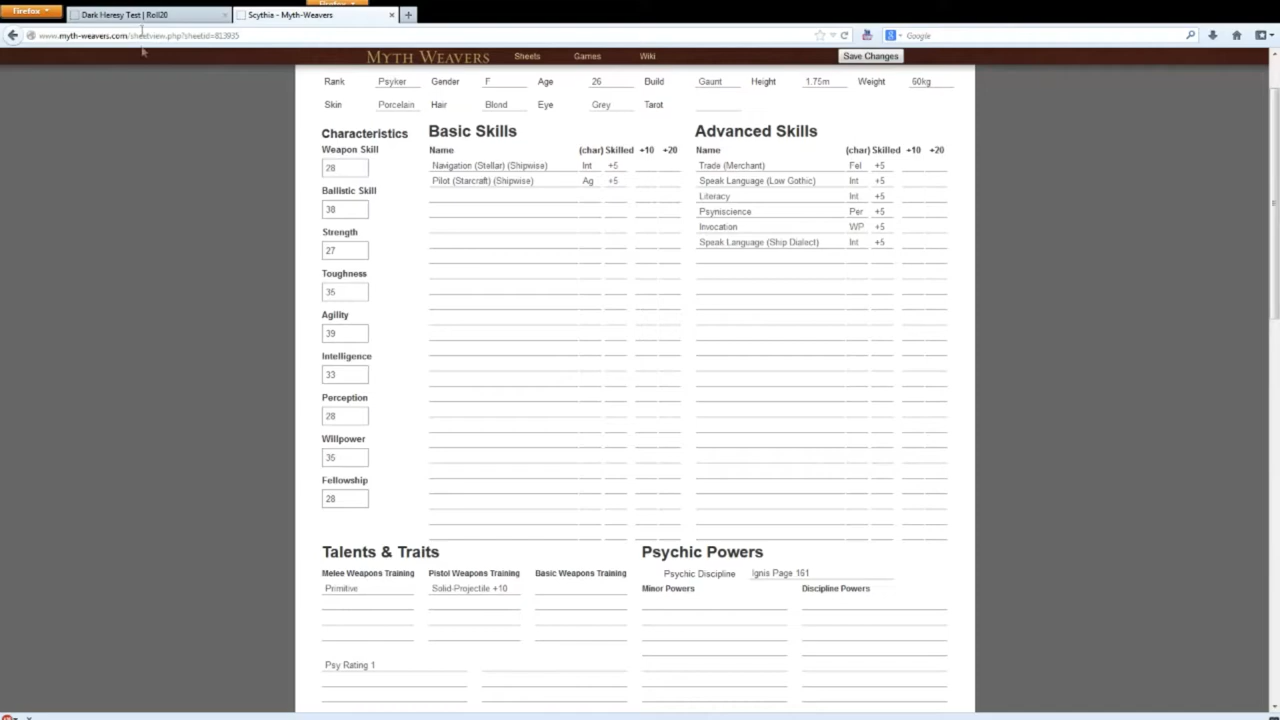 Firefox
Firefox
Dark Heresy Test | Roll20
Scythia - Myth-Weavers
www.myth-weavers.com/sheetview.php?sheetid=813935
Google
MYTH WEAVERS Sheets Games Wiki Save Changes
Rank Psyker Gender F Age 26 Build Gaunt Height 1.75m Weight 60kg
Skin Porcelain Hair Blond Eye Grey Tarot
Characteristics
Weapon Skill
28
Ballistic Skill
38
Strength
27
Toughness
35
Agility
39
Intelligence
33
Perception
28
Willpower
35
Fellowship
28
Basic Skills
Name (char) Skilled +10 +20
Navigation (Stellar) (Shipwise) Int +5
Pilot (Starcraft) (Shipwise) Ag +5
Advanced Skills
Name (char) Skilled +10 +20
Trade (Merchant) Fel +5
Speak Language (Low Gothic) Int +5
Literacy Int +5
Psyniscience Per +5
Invocation WP +5
Speak Language (Ship Dialect) Int +5
Talents & Traits
Melee Weapons Training Pistol Weapons Training Basic Weapons Training
Primitive Solid-Projectile +10
Psy Rating 1
Psychic Powers
Psychic Discipline Ignis Page 161
Minor Powers Discipline Powers